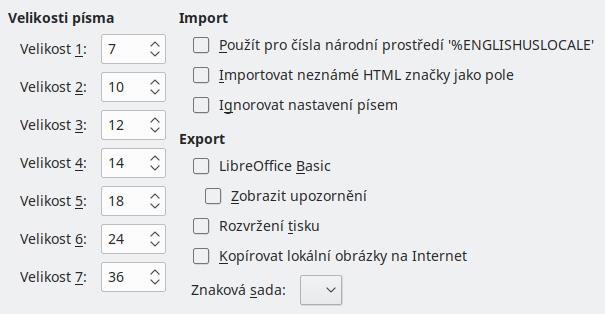 Velikosti písma
Velikost 1: 7
Velikost 2: 10
Velikost 3: 12
Velikost 4: 14
Velikost 5: 18
Velikost 6: 24
Velikost 7: 36
Import
Použít pro čísla národní prostředí '%ENGLISHUSLOCALE'
Importovat neznámé HTML značky jako pole
Ignorovat nastavení písem
Export
LibreOffice Basic
Zobrazit upozornění
Rozvržení tisku
Kopírovat lokální obrázky na Internet
Znaková sada: